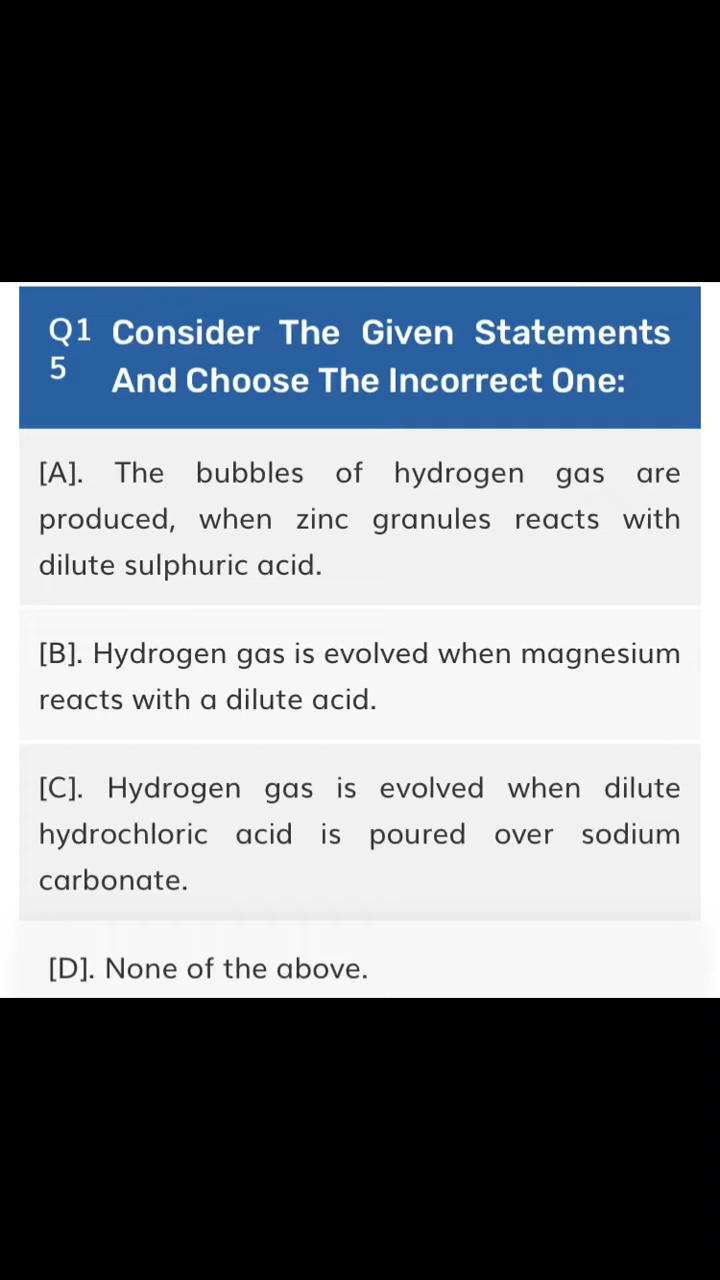 Q15 Consider The Given Statements
And Choose The Incorrect One:
[A]. The bubbles of hydrogen gas are
produced, when zinc granules reacts with
dilute sulphuric acid.
[B]. Hydrogen gas is evolved when magnesium
reacts with a dilute acid.
[C]. Hydrogen gas is evolved when dilute
hydrochloric acid is poured over sodium
carbonate.
[D]. None of the above.